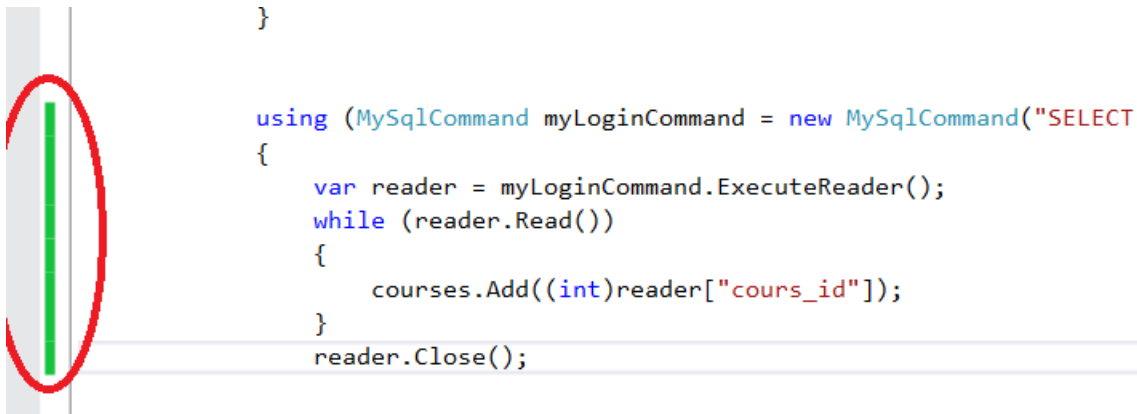 }
using (MySqlCommand myLoginCommand = new MySqlCommand("SELECT
{
var reader = myLoginCommand.ExecuteReader();
while (reader.Read())
{
courses.Add((int)reader["cours_id"]);
}
reader.Close();